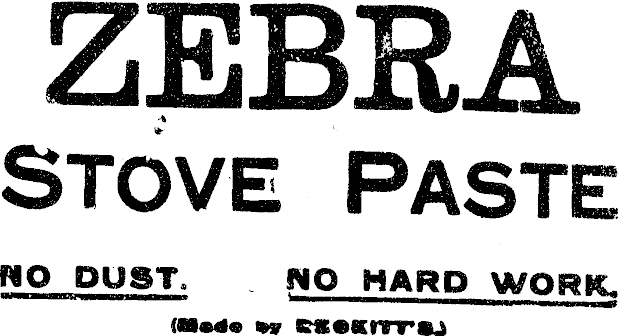 ZEBRA
STOVE PASTE
NO DUST. NO HARD WORK.
(Made by RECKITT'S.)